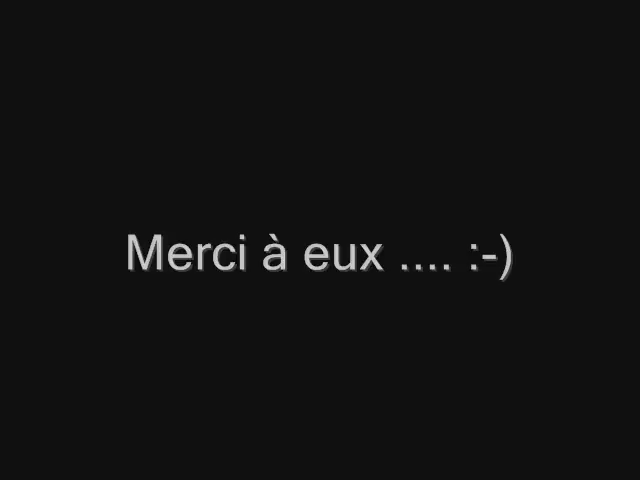 Merci à eux .... :-)